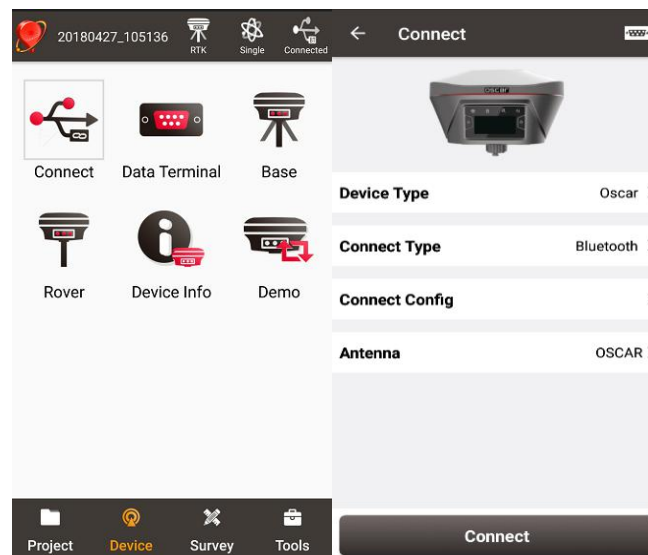 20180427_105136
RTK
Single
Connected
Connect
Data Terminal
Base
Rover
Device Info
Demo
Project
Device
Survey
Tools
Connect
OSCAR
Device Type
Oscar
Connect Type
Bluetooth
Connect Config
Antenna
OSCAR
Connect